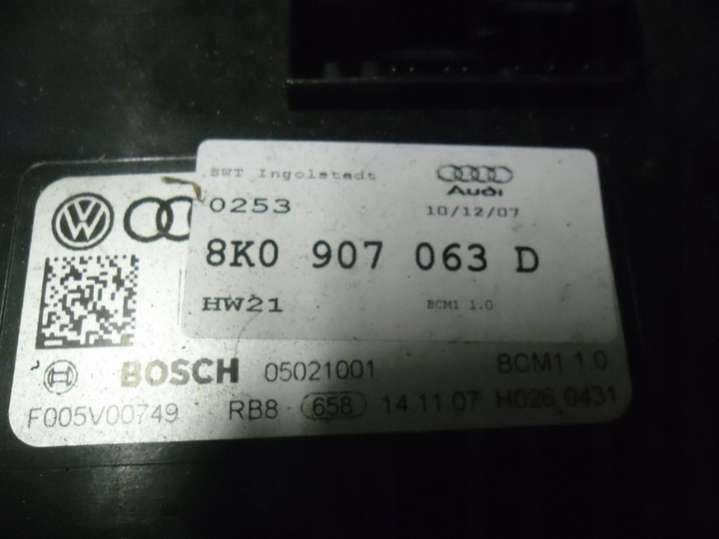 SWT Ingolstadt
Audi
0253
10/12/07
8K0 907 063 D
HW21
BCM1 1.0
BOSCH 05021001 BCM1 1.0
F005V00749 RB8 658 14.11.07 H026 0431